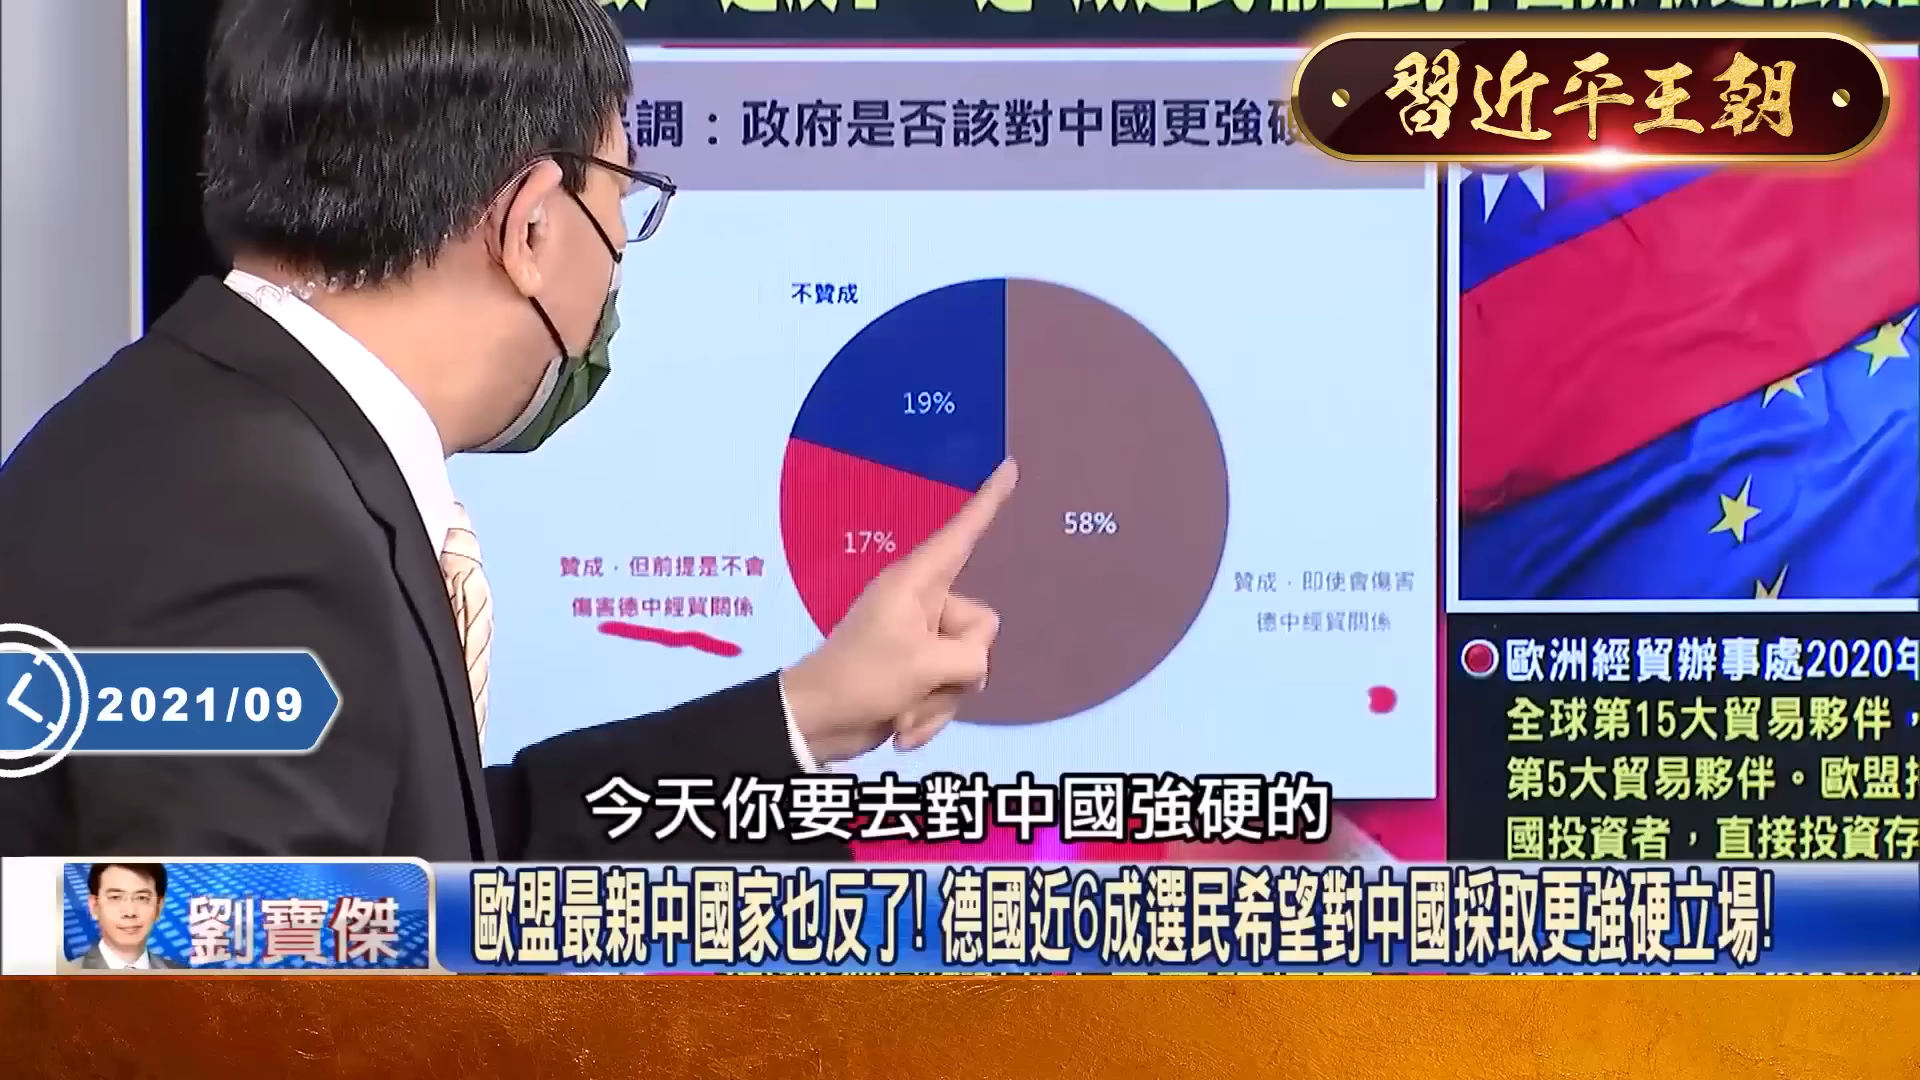 習近平王朝
調：政府是否該對中國更強硬
不贊成
19%
17%
58%
贊成，但前提是不會
傷害德中經貿關係
贊成，即使會傷害
德中經貿關係
2021/09
歐洲經貿辦事處2020年
全球第15大貿易夥伴，
第5大貿易夥伴。歐盟
國投資者，直接投資存
今天你要去對中國強硬的
劉寶傑
歐盟最親中國家也反了! 德國近6成選民希望對中國採取更強硬立場!